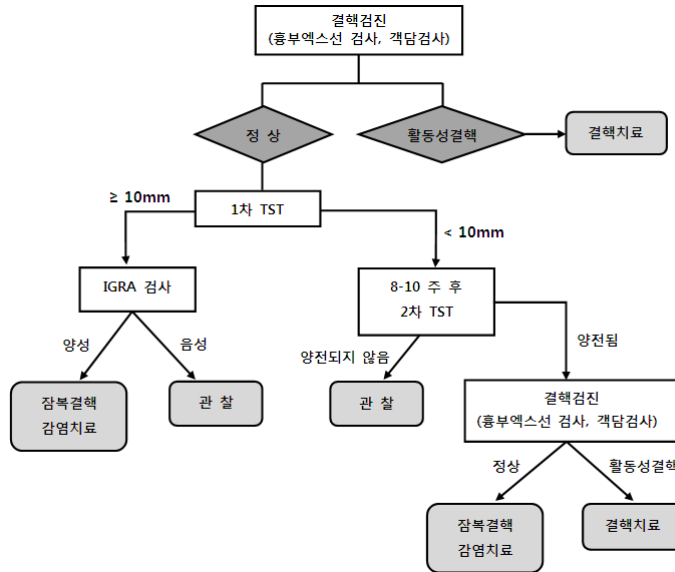 결핵검진
(흉부엑스선 검사, 객담검사)
정 상
활동성결핵
결핵치료
≥ 10mm
1차 TST
< 10mm
IGRA 검사
8-10 주 후
2차 TST
양성
음성
양전되지 않음
양전됨
잠복결핵
감염치료
관 찰
관 찰
결핵검진
(흉부엑스선 검사, 객담검사)
정상
활동성결핵
잠복결핵
감염치료
결핵치료